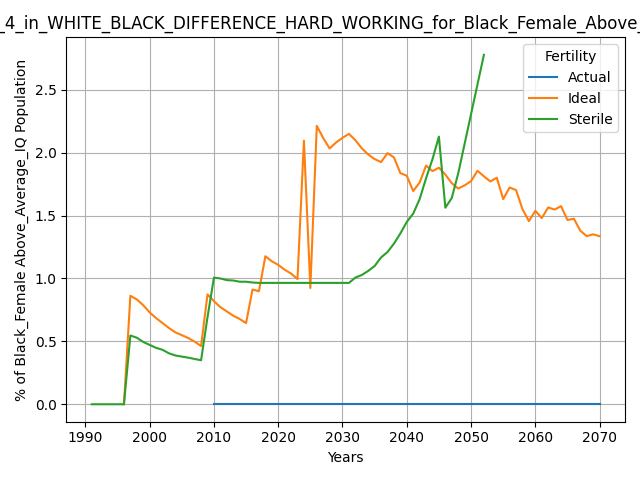 _4_in_WHITE_BLACK_DIFFERENCE_HARD_WORKING_for_Black_Female_Above_
% of Black_Female Above_Average_IQ Population
Fertility
Actual
Ideal
Sterile
2.5
2.0
1.5
1.0
0.5
0.0
1990 2000 2010 2020 2030 2040 2050 2060 2070
Years